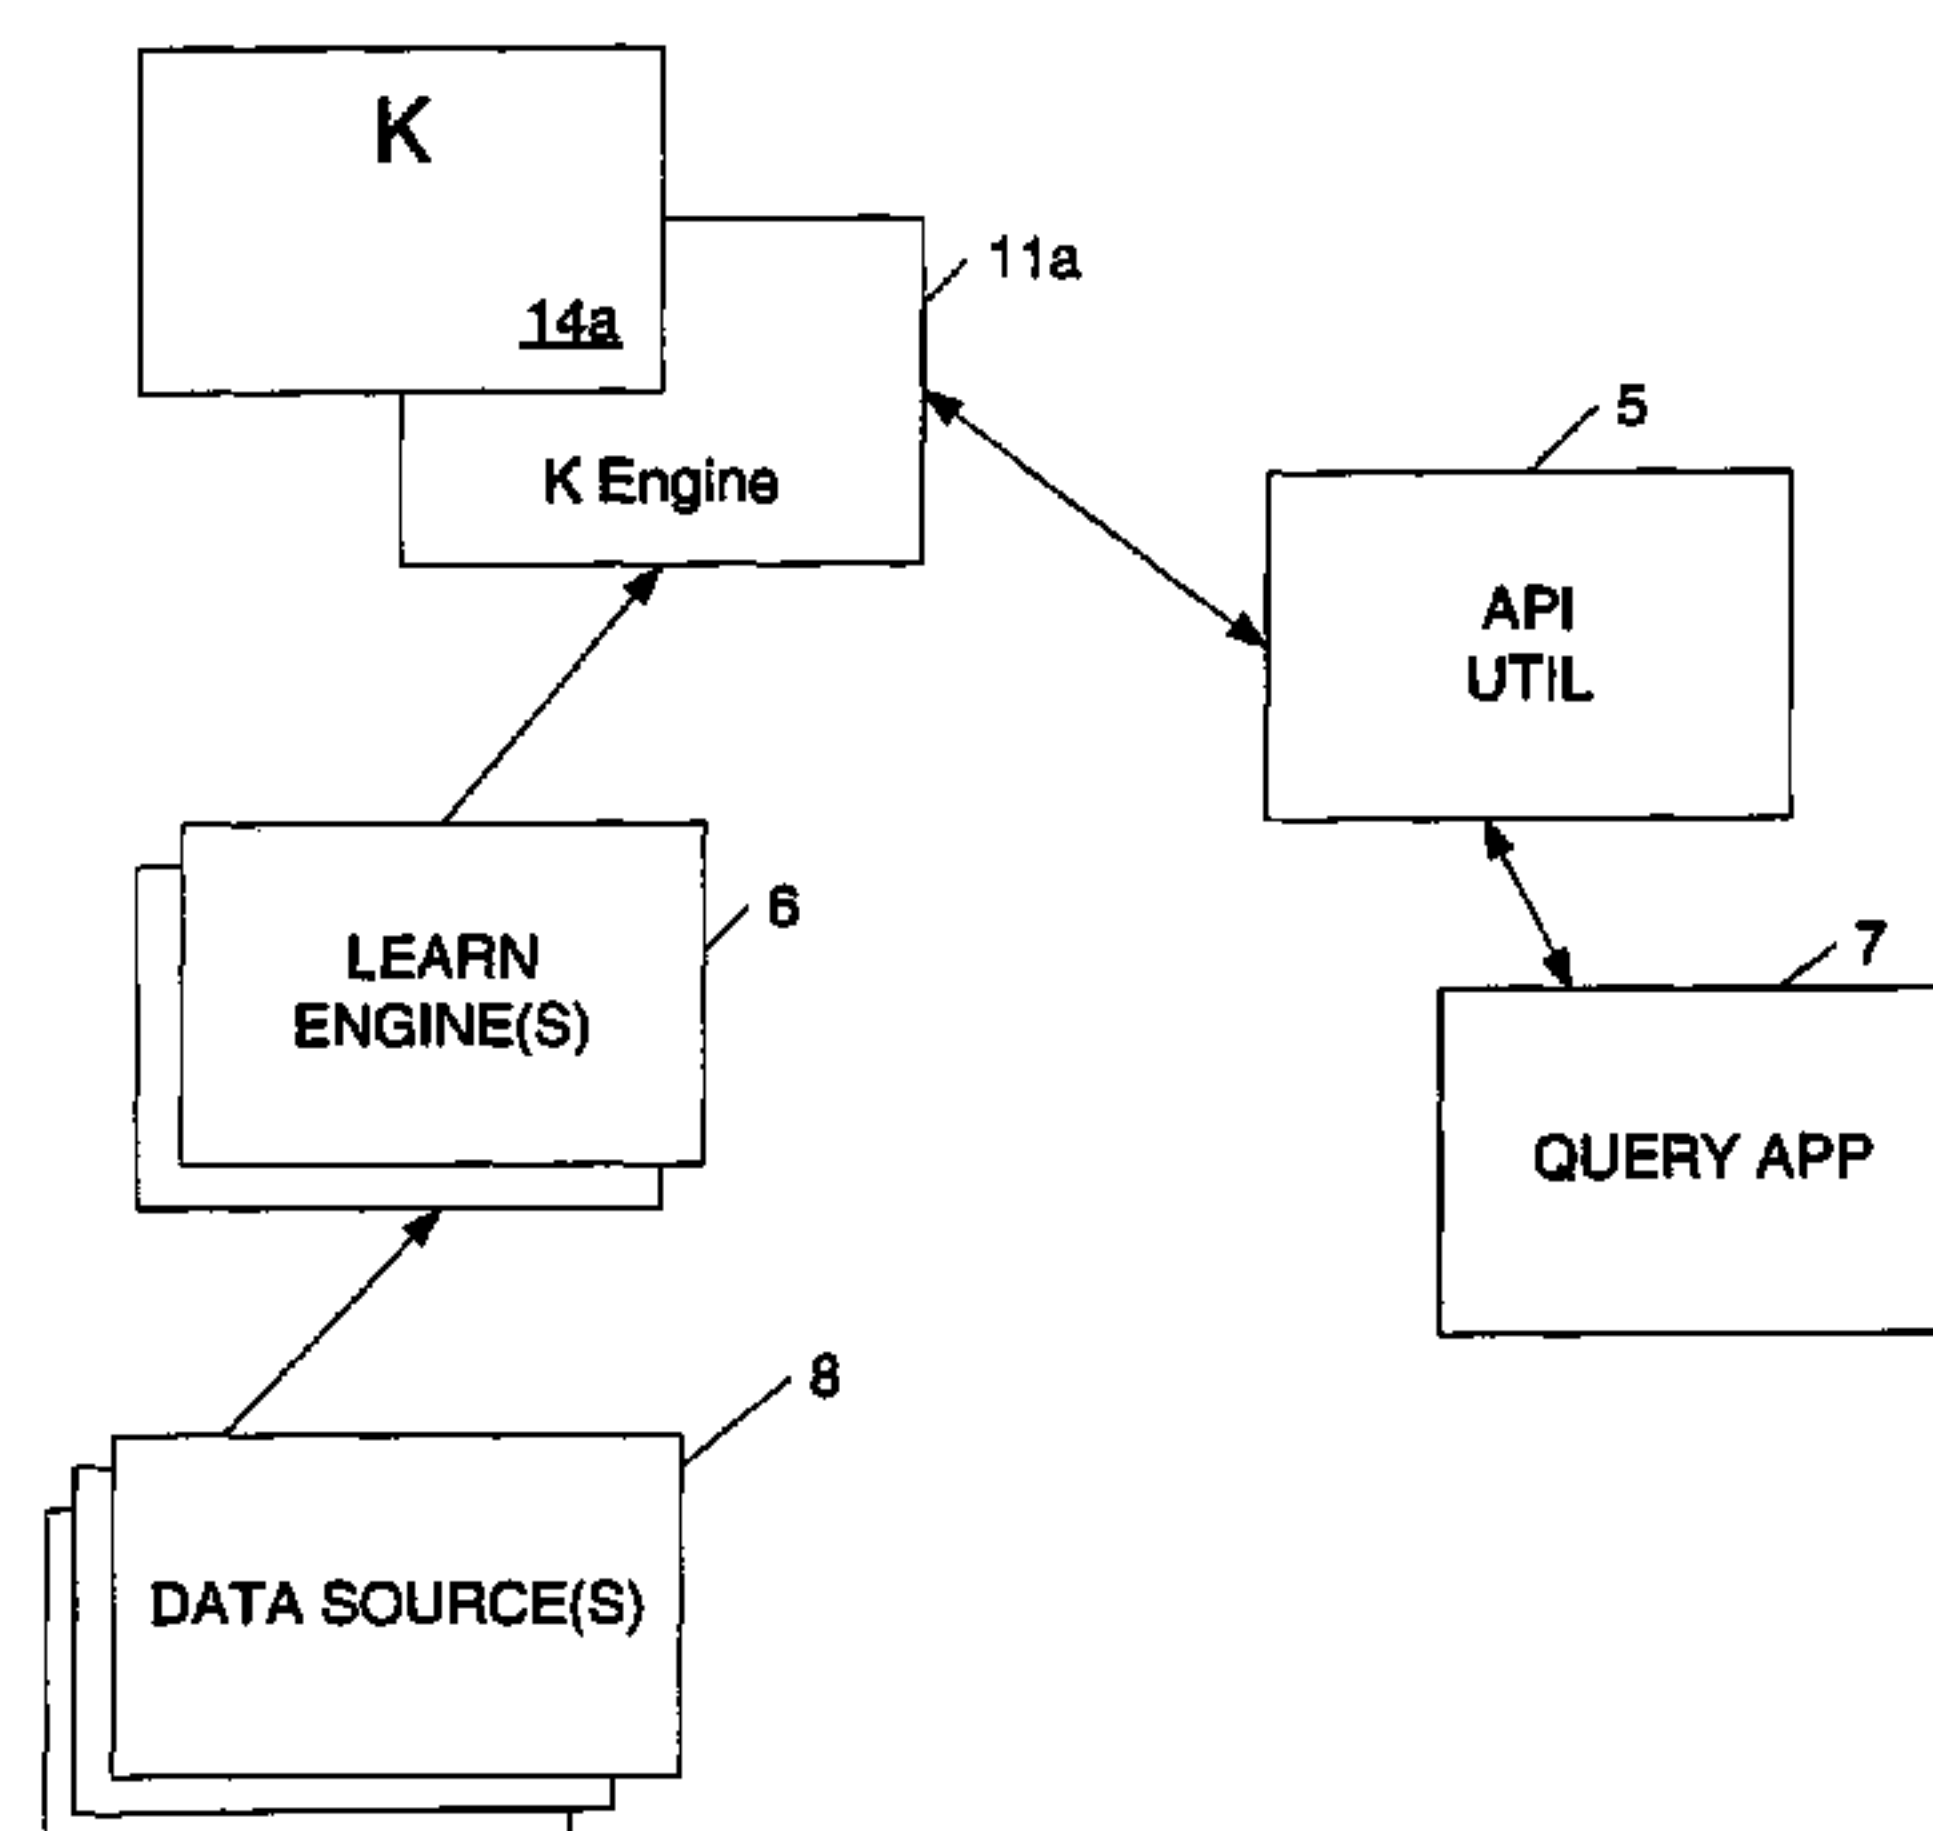 K
14a
11a
K Engine
5
API
UTIL
6
LEARN
ENGINE(S)
7
QUERY APP
8
DATA SOURCE(S)